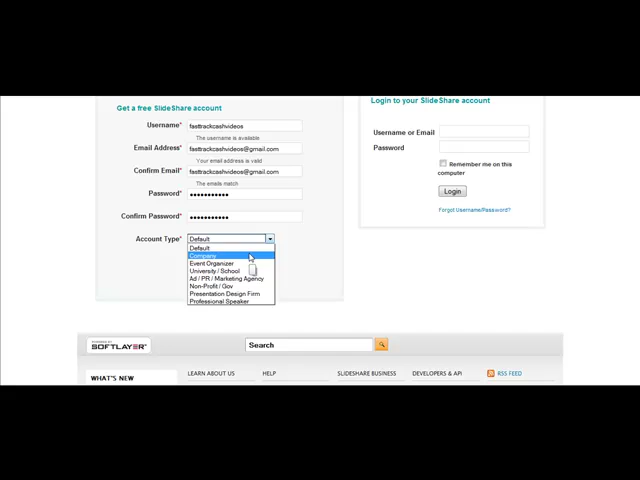 Get a free SlideShare account
Username* fasttrackcashvideos
The username is available
Email Address* fasttrackcashvideos@gmail.com
Your email address is valid
Confirm Email* fasttrackcashvideos@gmail.com
The emails match
Password* •••••••••••
Confirm Password* •••••••••••
Account Type* Default
Default
Company
Event Organizer
University / School
Ad / PR / Marketing Agency
Non-Profit / Gov
Presentation Design Firm
Professional Speaker
Login to your SlideShare account
Username or Email
Password
Remember me on this
computer
Login
Forgot Username/Password?
POWERED BY
SOFTLAYER
Search
WHAT'S NEW
LEARN ABOUT US
HELP
SLIDESHARE BUSINESS
DEVELOPERS & API
RSS FEED